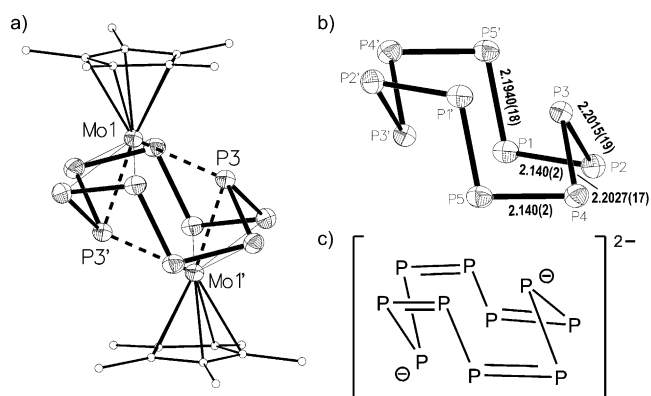 a)
Mo1
P3
P3'
Mo1'
b)
P4' P5'
P3
P2' P1'
2.1940(18)
2.2015(19)
P3' P1
P2
2.140(2)
P5 2.2027(17)
P4
2.140(2)
c)
2−
P P P ⊖
P P P P
P
⊖ P P